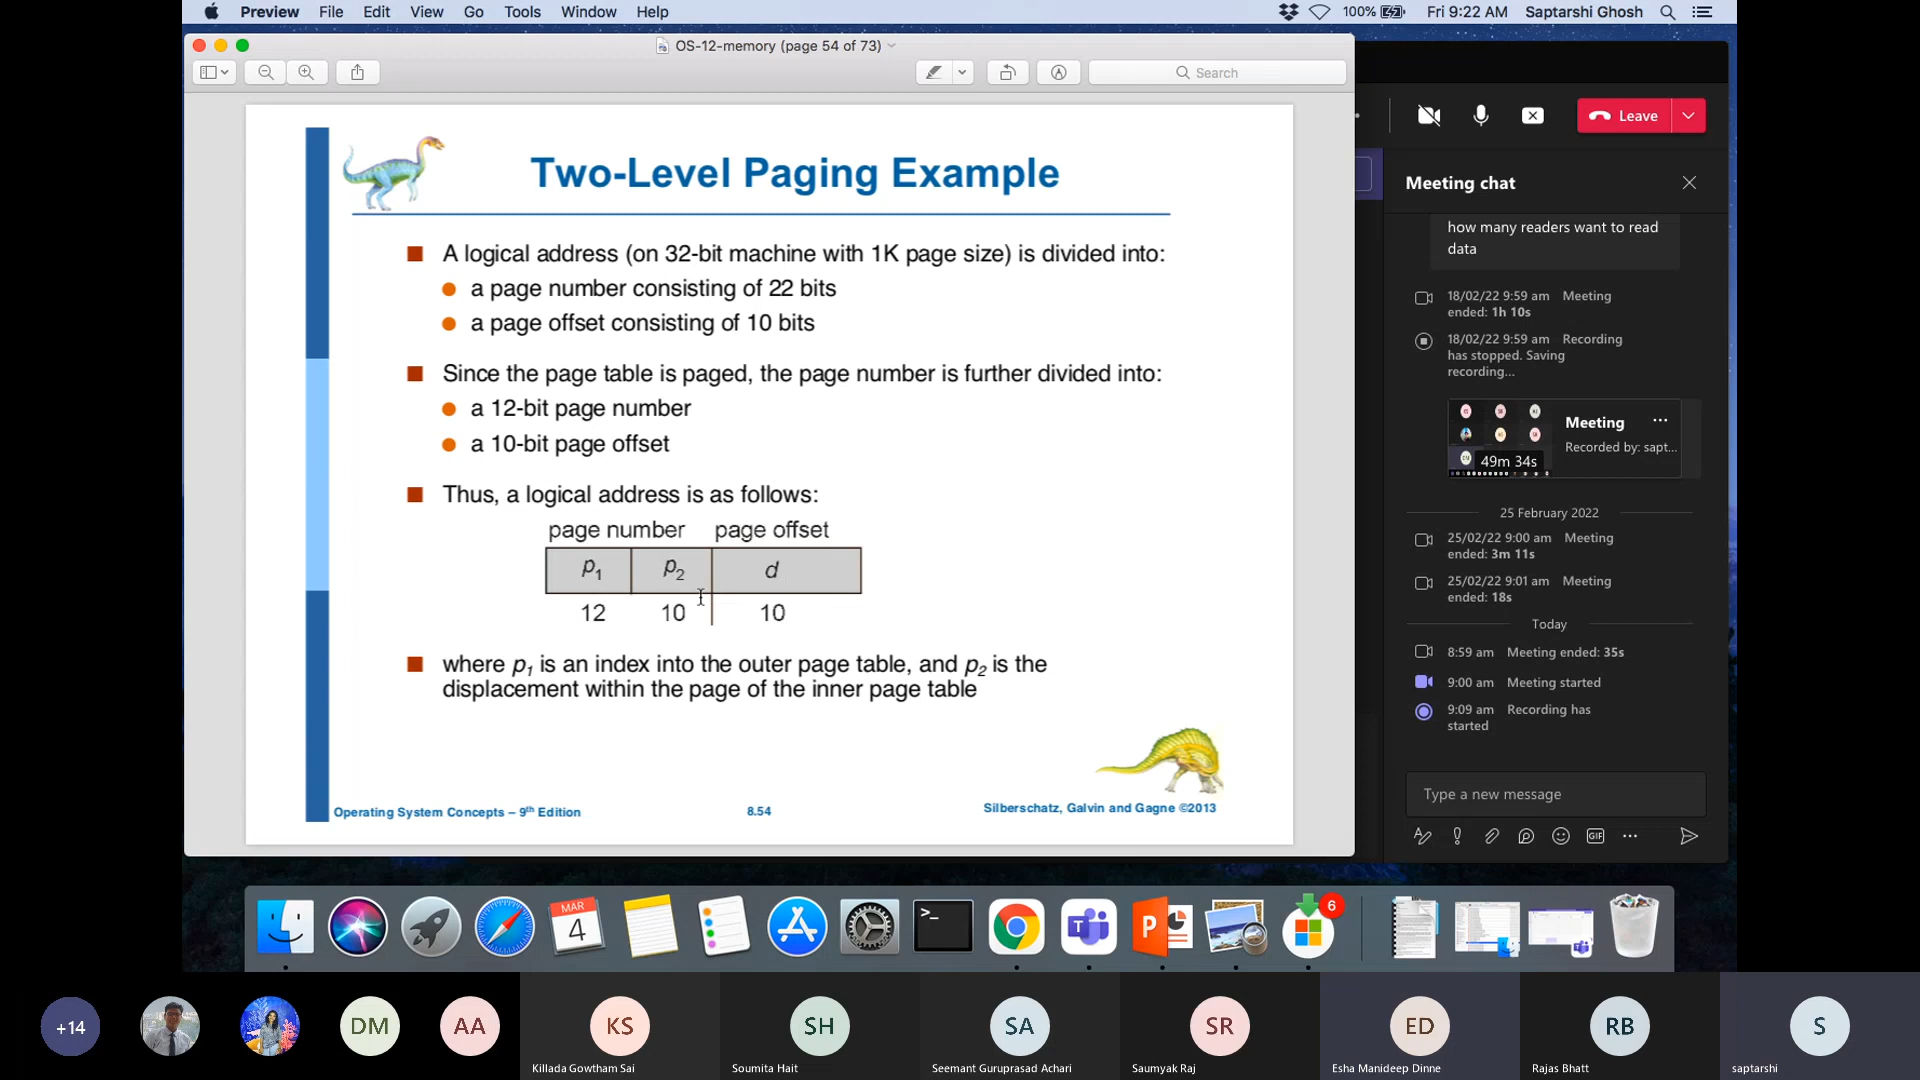 Preview File Edit View Go Tools Window Help
100% Fri 9:22 AM Saptarshi Ghosh
OS-12-memory (page 54 of 73)
Search
Two-Level Paging Example
A logical address (on 32-bit machine with 1K page size) is divided into:
a page number consisting of 22 bits
a page offset consisting of 10 bits
Since the page table is paged, the page number is further divided into:
a 12-bit page number
a 10-bit page offset
Thus, a logical address is as follows:
page number page offset
p1 p2 d
12 10 10
where p1 is an index into the outer page table, and p2 is the
displacement within the page of the inner page table
Operating System Concepts – 9th Edition
8.54
Silberschatz, Galvin and Gagne ©2013
Leave
Meeting chat
how many readers want to read
data
18/02/22 9:59 am Meeting
ended: 1h 10s
18/02/22 9:59 am Recording
has stopped. Saving
recording...
Meeting
Recorded by: sapt...
49m 34s
25 February 2022
25/02/22 9:00 am Meeting
ended: 3m 11s
25/02/22 9:01 am Meeting
ended: 18s
Today
8:59 am Meeting ended: 35s
9:00 am Meeting started
9:09 am Recording has
started
Type a new message
GIF
MAR
4
>_
P
6
+14
DM
AA
KS
SH
SA
SR
ED
RB
S
Killada Gowtham Sai
Soumita Hait
Seemant Guruprasad Achari
Saumyak Raj
Esha Manideep Dinne
Rajas Bhatt
saptarshi